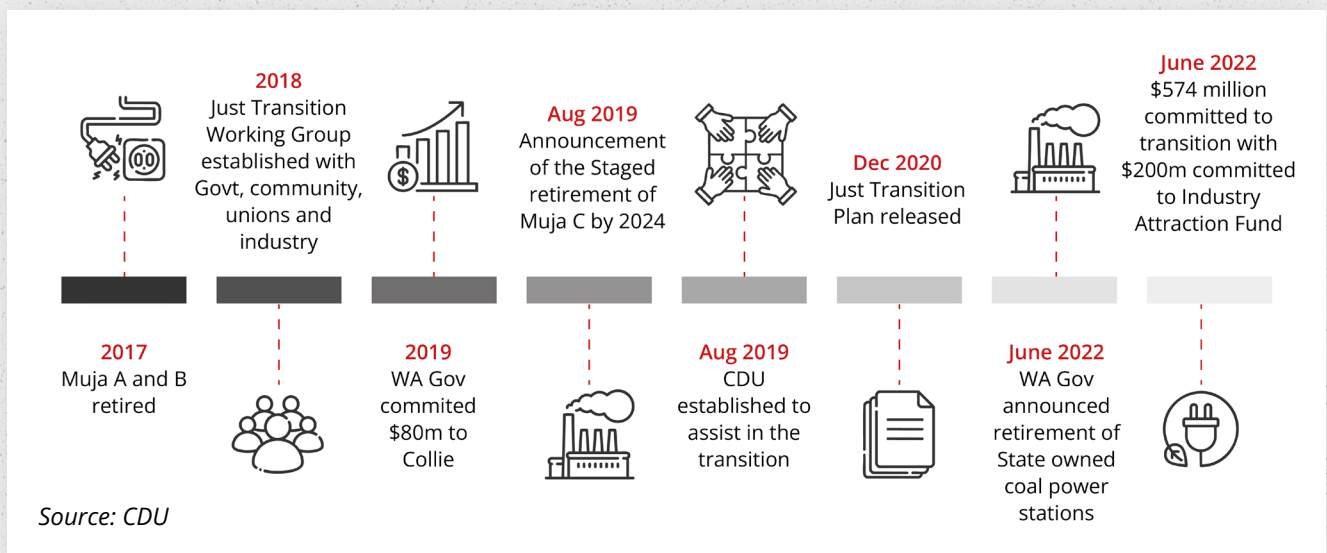 2017
Muja A and B
retired
2018
Just Transition
Working Group
established with
Govt, community,
unions and
industry
2019
WA Gov
commited
$80m to
Collie
Aug 2019
Announcement
of the Staged
retirement of
Muja C by 2024
Aug 2019
CDU
established to
assist in the
transition
Dec 2020
Just Transition
Plan released
June 2022
WA Gov
announced
retirement of
State owned
coal power
stations
June 2022
$574 million
committed to
transition with
$200m committed
to Industry
Attraction Fund
Source: CDU